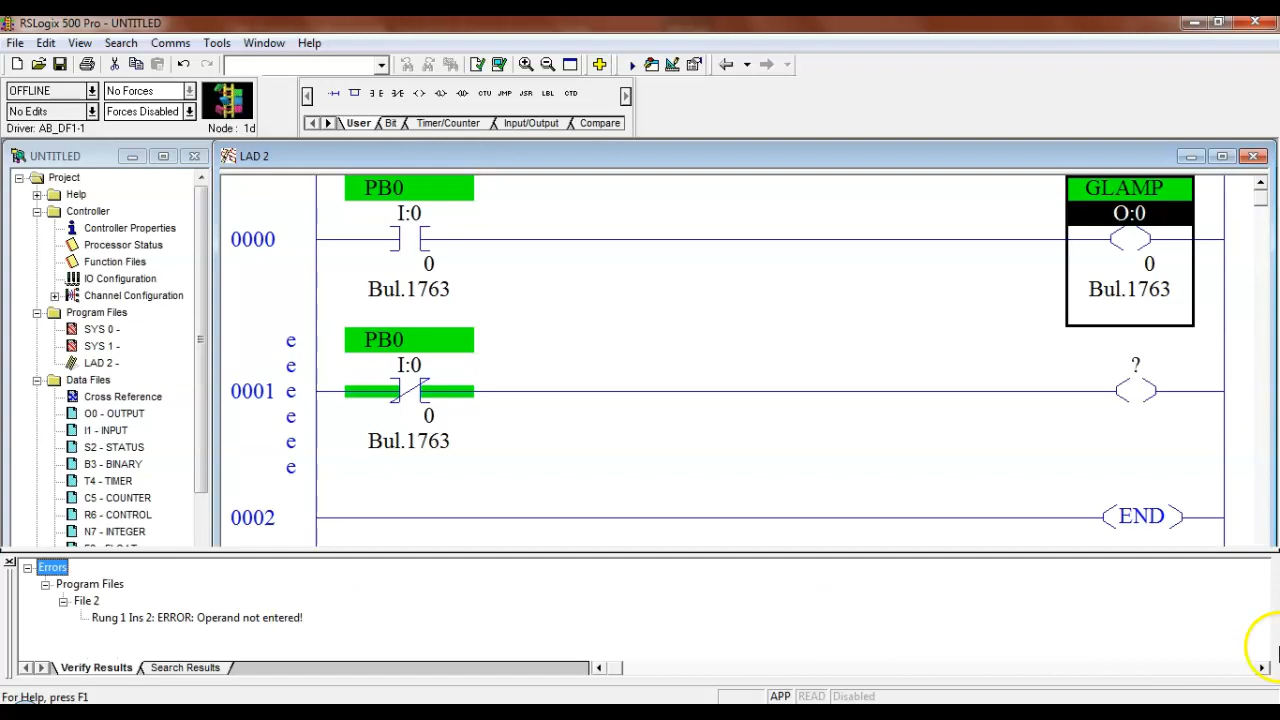 RSLogix 500 Pro - UNTITLED
File Edit View Search Comms Tools Window Help
OFFLINE No Forces
No Edits Forces Disabled
Driver: AB_DF1-1 Node : 1d
CTU JMP JSR LBL CTD
User Bit Timer/Counter Input/Output Compare
UNTITLED
Project
Help
Controller
Controller Properties
Processor Status
Function Files
IO Configuration
Channel Configuration
Program Files
SYS 0 -
SYS 1 -
LAD 2 -
Data Files
Cross Reference
O0 - OUTPUT
I1 - INPUT
S2 - STATUS
B3 - BINARY
T4 - TIMER
C5 - COUNTER
R6 - CONTROL
N7 - INTEGER
LAD 2
PB0 GLAMP
I:0 O:0
0000
0 0
Bul.1763 Bul.1763
e PB0
e I:0 ?
0001 e
e 0
e Bul.1763
e
0002 END
Errors
Program Files
File 2
Rung 1 Ins 2: ERROR: Operand not entered!
Verify Results Search Results
For Help, press F1
APP READ Disabled